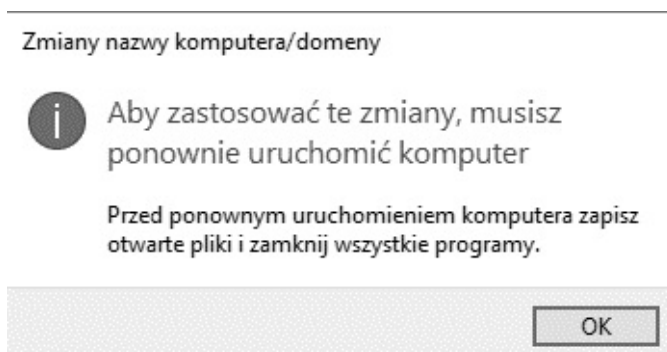 Zmiany nazwy komputera/domeny
i
Aby zastosować te zmiany, musisz
ponownie uruchomić komputer
Przed ponownym uruchomieniem komputera zapisz
otwarte pliki i zamknij wszystkie programy.
OK